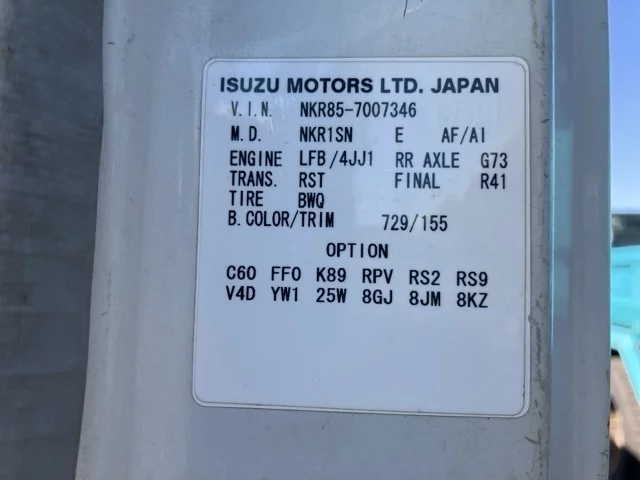 ISUZU MOTORS LTD. JAPAN
V.I.N. NKR85-7007346
M.D. NKR1SN E AF/AI
ENGINE LFB/4JJ1 RR AXLE G73
TRANS. RST FINAL R41
TIRE BWQ
B.COLOR/TRIM 729/155
OPTION
C60 FF0 K89 RPV RS2 RS9
V4D YW1 25W 8GJ 8JM 8KZ